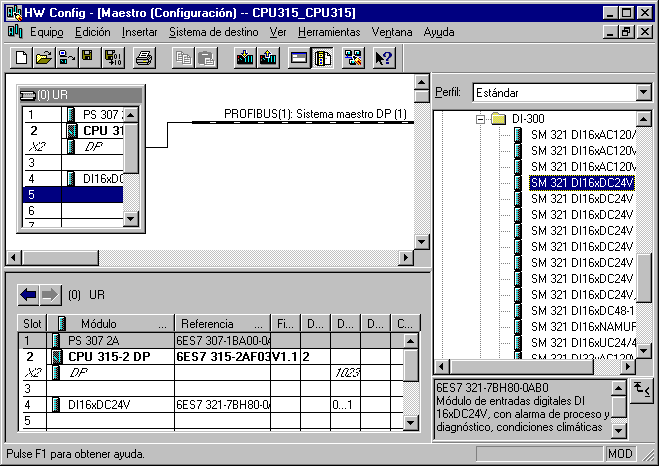 HW Config - [Maestro (Configuración) -- CPU315_CPU315]
Equipo Edición Insertar Sistema de destino Ver Herramientas Ventana Ayuda
(0) UR
1 PS 307 2
2 CPU 31
X2 DP
3
4 DI16xDC
5
6
7
PROFIBUS(1): Sistema maestro DP (1)
Perfil: Estándar
DI-300
SM 321 DI16xAC120/
SM 321 DI16xAC120V
SM 321 DI16xAC120V
SM 321 DI16xDC24V
SM 321 DI16xDC24V
SM 321 DI16xDC24V
SM 321 DI16xDC24V
SM 321 DI16xDC24V
SM 321 DI16xDC24V
SM 321 DI16xDC24V
SM 321 DI16xDC24V,
SM 321 DI16xDC48-1
SM 321 DI16xNAMUF
SM 321 DI16xUC24/4
SM 321 DI32xAC120
(0) UR
Slot Módulo ... Referencia ... Fi... D... D... D... C...
1 PS 307 2A 6ES7 307-1BA00-0A
2 CPU 315-2 DP 6ES7 315-2AF03 V1.1 2
X2 DP 1023
3
4 DI16xDC24V 6ES7 321-7BH80-0A 0...1
5
6ES7 321-7BH80-0AB0
Módulo de entradas digitales DI
16xDC24V, con alarma de proceso y
diagnóstico, condiciones climáticas
Pulse F1 para obtener ayuda.
MOD